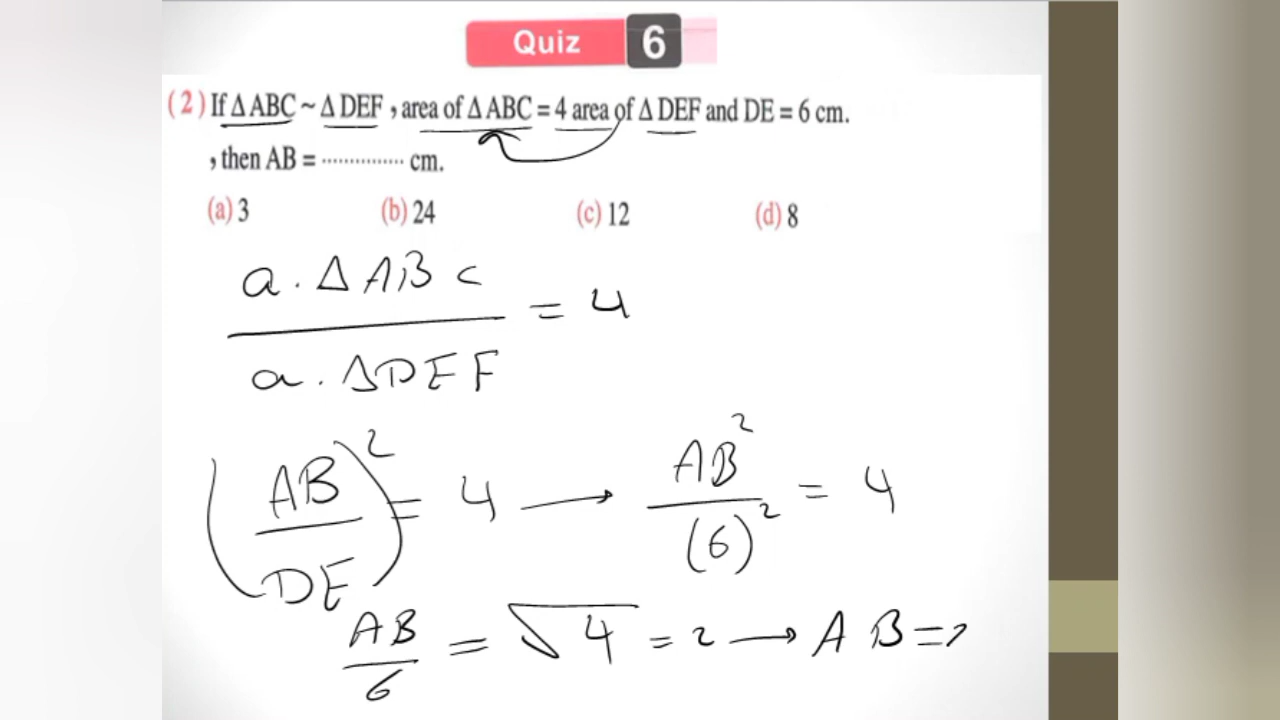 Quiz 6
(2) If Δ ABC ~ Δ DEF , area of Δ ABC = 4 area of Δ DEF and DE = 6 cm.
, then AB = ............... cm.
(a) 3 (b) 24 (c) 12 (d) 8
a. Δ ABC / a. Δ DEF = 4
(AB / DE)² = 4 → AB² / (6)² = 4
AB / 6 = √4 = 2 → AB = 2